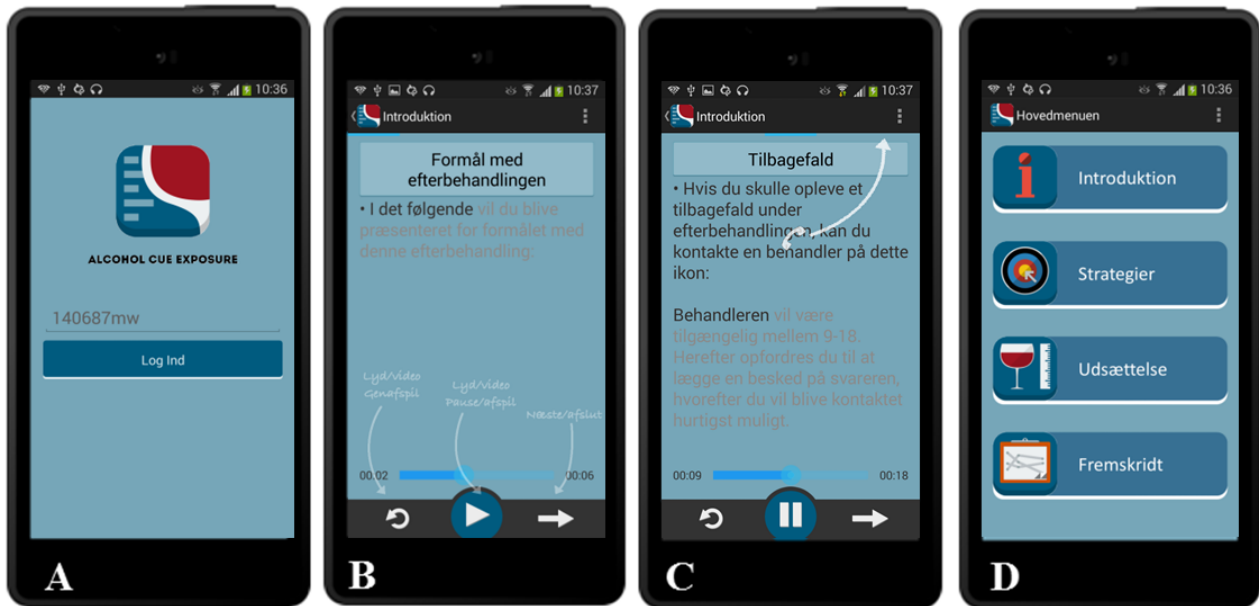 10:36
ALCOHOL CUE EXPOSURE
140687mw
Log Ind
A
10:37
Introduktion
Formål med
efterbehandlingen
• I det følgende vil du blive
præsenteret for formålet med
denne efterbehandling:
Lyd/video
Genafspil
Lyd/video
Pause/afspil
Næste/afslut
00:02
00:06
B
10:37
Introduktion
Tilbagefald
• Hvis du skulle opleve et
tilbagefald under
efterbehandlingen, kan du
kontakte en behandler på dette
ikon:
Behandleren vil være
tilgængelig mellem 9-18.
Herefter opfordres du til at
lægge en besked på svareren,
hvorefter du vil blive kontaktet
hurtigst muligt.
00:09
00:18
C
10:36
Hovedmenuen
Introduktion
Strategier
Udsættelse
Fremskridt
D